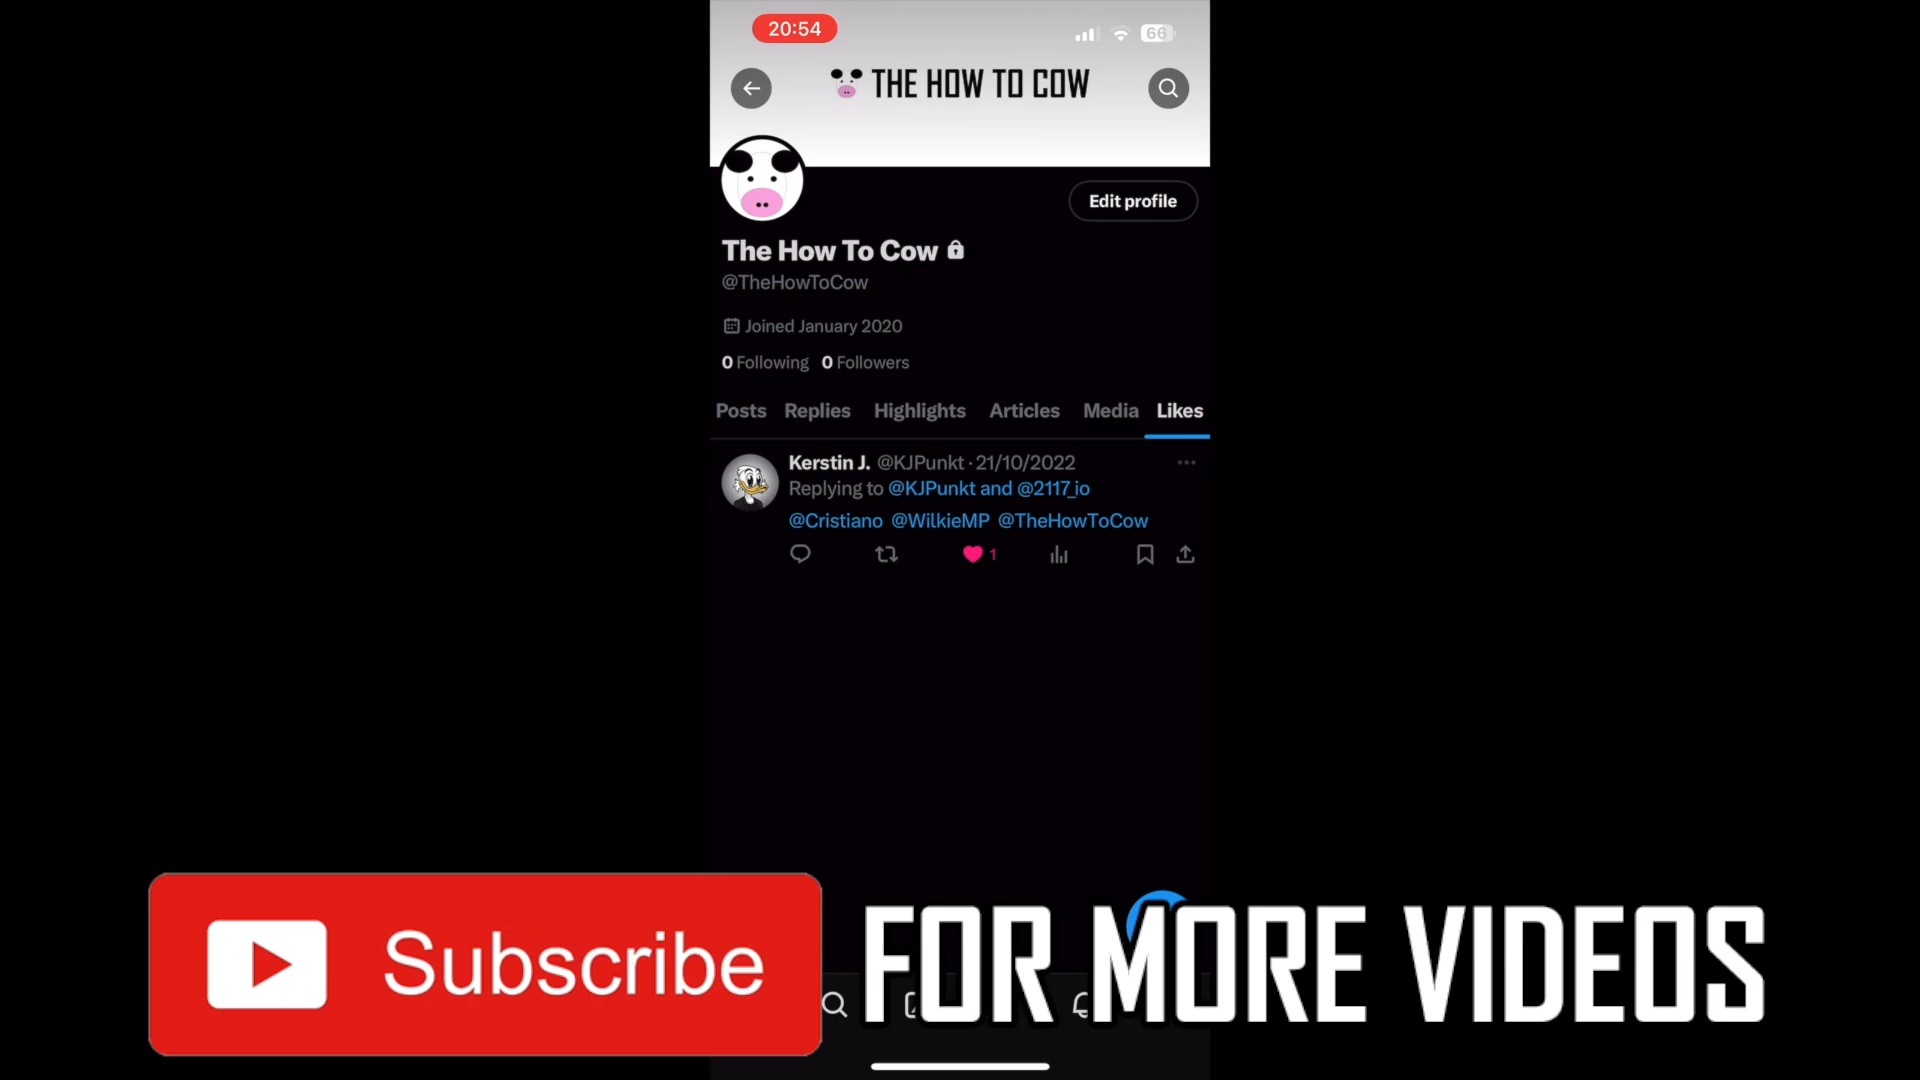 20:54
66
THE HOW TO COW
Edit profile
The How To Cow
@TheHowToCow
Joined January 2020
0 Following 0 Followers
Posts Replies Highlights Articles Media Likes
Kerstin J. @KJPunkt · 21/10/2022
Replying to @KJPunkt and @2117_io
@Cristiano @WilkieMP @TheHowToCow
1
Subscribe FOR MORE VIDEOS